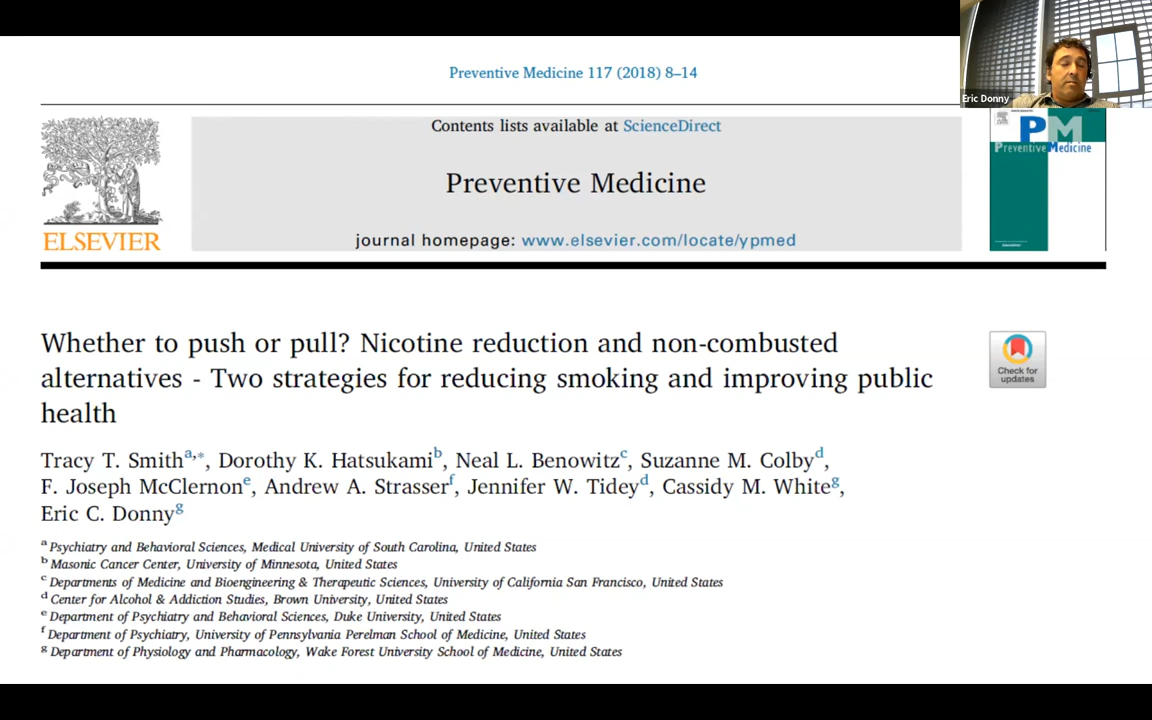 Preventive Medicine 117 (2018) 8–14
Eric Donny
Contents lists available at ScienceDirect
Preventive Medicine
journal homepage: www.elsevier.com/locate/ypmed
ELSEVIER
PM
Preventive Medicine
Whether to push or pull? Nicotine reduction and non-combusted
alternatives - Two strategies for reducing smoking and improving public
health
Check for
updates
Tracy T. Smithᵃ,*, Dorothy K. Hatsukamiᵇ, Neal L. Benowitzᶜ, Suzanne M. Colbyᵈ,
F. Joseph McClernonᵉ, Andrew A. Strasserᶠ, Jennifer W. Tideyᵈ, Cassidy M. Whiteᵍ,
Eric C. Donnyᵍ
ᵃ Psychiatry and Behavioral Sciences, Medical University of South Carolina, United States
ᵇ Masonic Cancer Center, University of Minnesota, United States
ᶜ Departments of Medicine and Bioengineering & Therapeutic Sciences, University of California San Francisco, United States
ᵈ Center for Alcohol & Addiction Studies, Brown University, United States
ᵉ Department of Psychiatry and Behavioral Sciences, Duke University, United States
ᶠ Department of Psychiatry, University of Pennsylvania Perelman School of Medicine, United States
ᵍ Department of Physiology and Pharmacology, Wake Forest University School of Medicine, United States